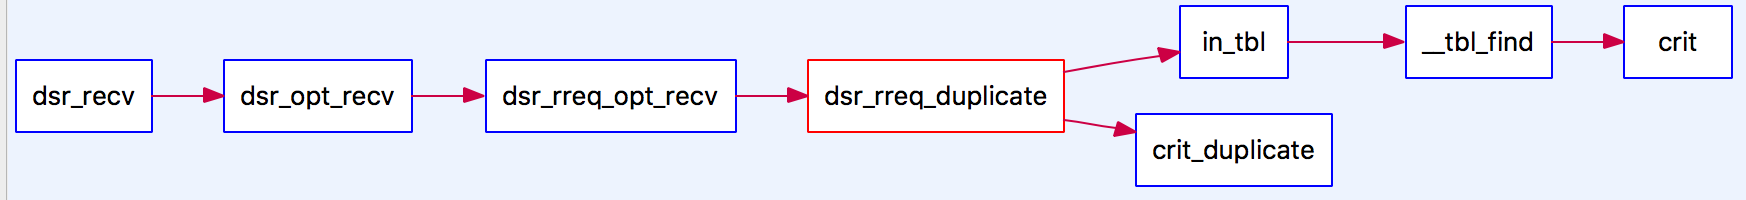 dsr_recv
dsr_opt_recv
dsr_rreq_opt_recv
dsr_rreq_duplicate
in_tbl
__tbl_find
crit
crit_duplicate